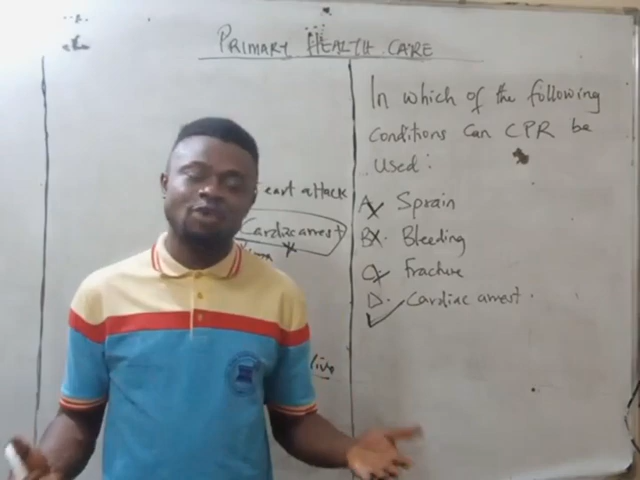 PRIMARY HEALTH CARE
In which of the following
conditions can CPR be
used:
A. Sprain
B. Bleeding
C. Fracture
D. Cardiac arrest.
eart attack
Cardiac arrest